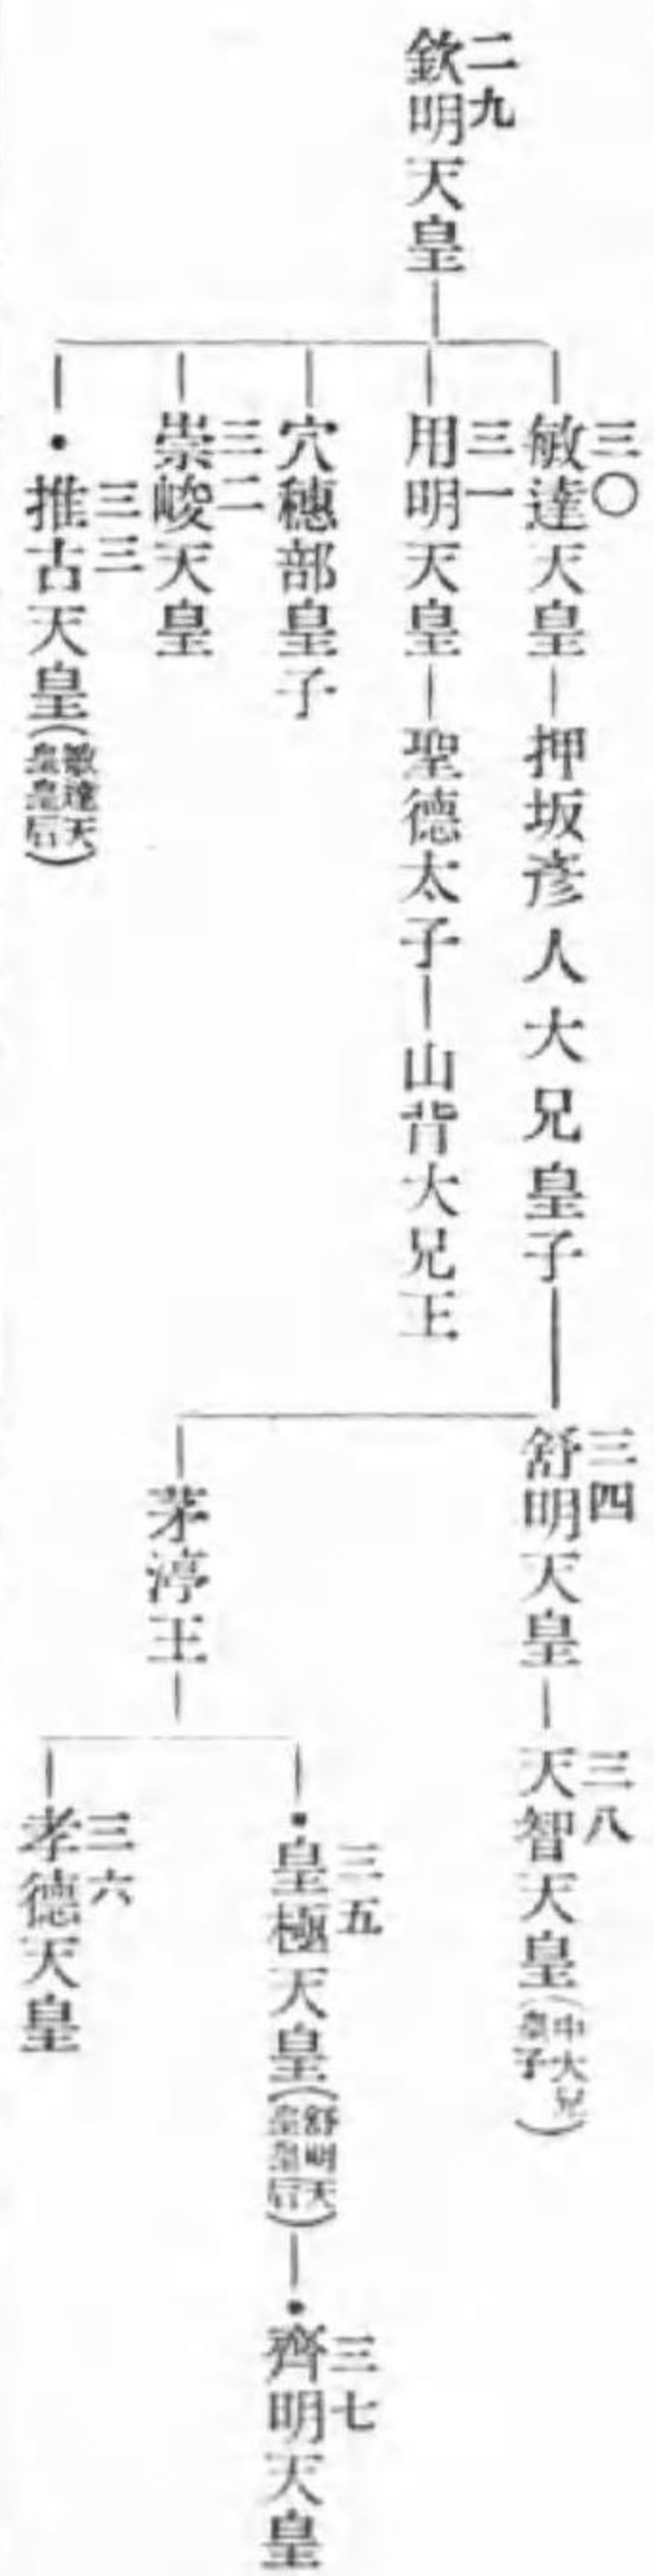 二九
欽明天皇
三〇
敏達天皇
押坂彦人大兄皇子
三四
舒明天皇
三八
天智天皇(中大兄皇子)
三一
用明天皇
聖德太子
山背大兄王
穴穗部皇子
三二
崇峻天皇
茅渟王
三五
・皇極天皇(舒明天皇皇后)
三七
・齊明天皇
三六
孝德天皇
三三
・推古天皇(敏達天皇皇后)